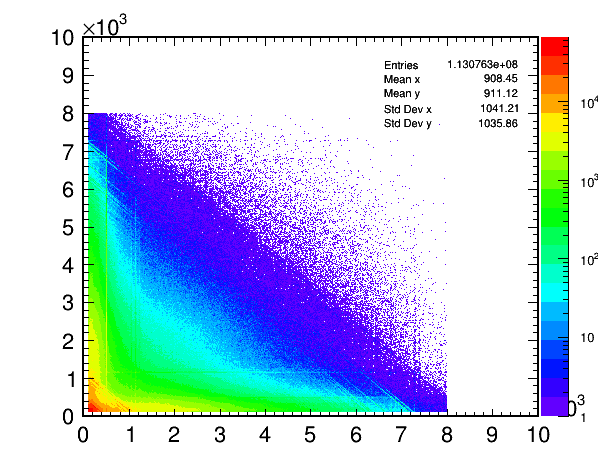 ×10³
10
9
8
7
6
5
4
3
2
1
0
Entries 1.130763e+08
Mean x 908.45
Mean y 911.12
Std Dev x 1041.21
Std Dev y 1035.86
10⁴
10³
10²
10
1
0 1 2 3 4 5 6 7 8 9 10